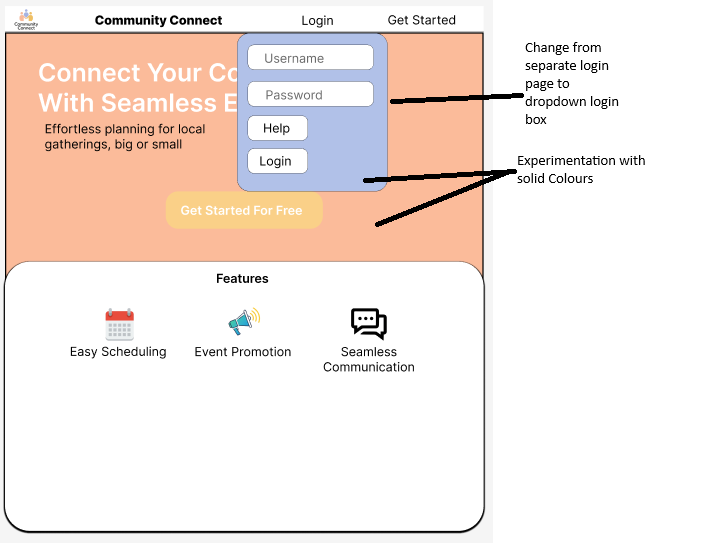 Community
Connect
Community Connect
Login
Get Started
Connect Your Co
With Seamless E
Effortless planning for local
gatherings, big or small
Username
Password
Help
Login
Get Started For Free
Features
Easy Scheduling
Event Promotion
Seamless
Communication
Change from
separate login
page to
dropdown login
box
Experimentation with
solid Colours